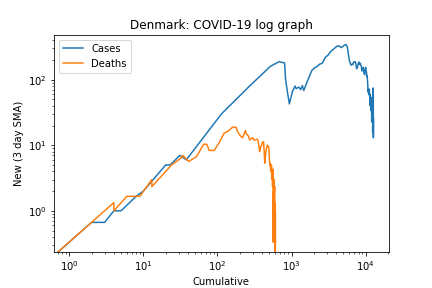 Denmark: COVID-19 log graph
Cases
Deaths
New (3 day SMA)
10²
10¹
10⁰
10⁰ 10¹ 10² 10³ 10⁴
Cumulative